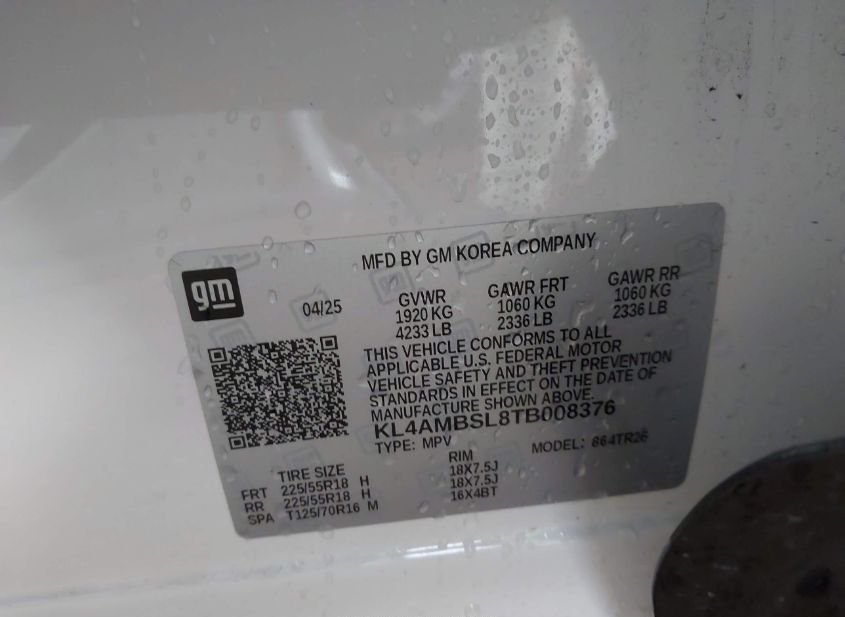 MFD BY GM KOREA COMPANY
gm
04/25
GVWR GAWR FRT GAWR RR
1920 KG 1060 KG 1060 KG
4233 LB 2336 LB 2336 LB
THIS VEHICLE CONFORMS TO ALL
APPLICABLE U.S. FEDERAL MOTOR
VEHICLE SAFETY AND THEFT PREVENTION
STANDARDS IN EFFECT ON THE DATE OF
MANUFACTURE SHOWN ABOVE.
KL4AMBSL8TB008376
TYPE: MPV MODEL: 864TR26
TIRE SIZE RIM
FRT 225/55R18 H 18X7.5J
RR 225/55R18 H 18X7.5J
SPA T125/70R16 M 16X4BT